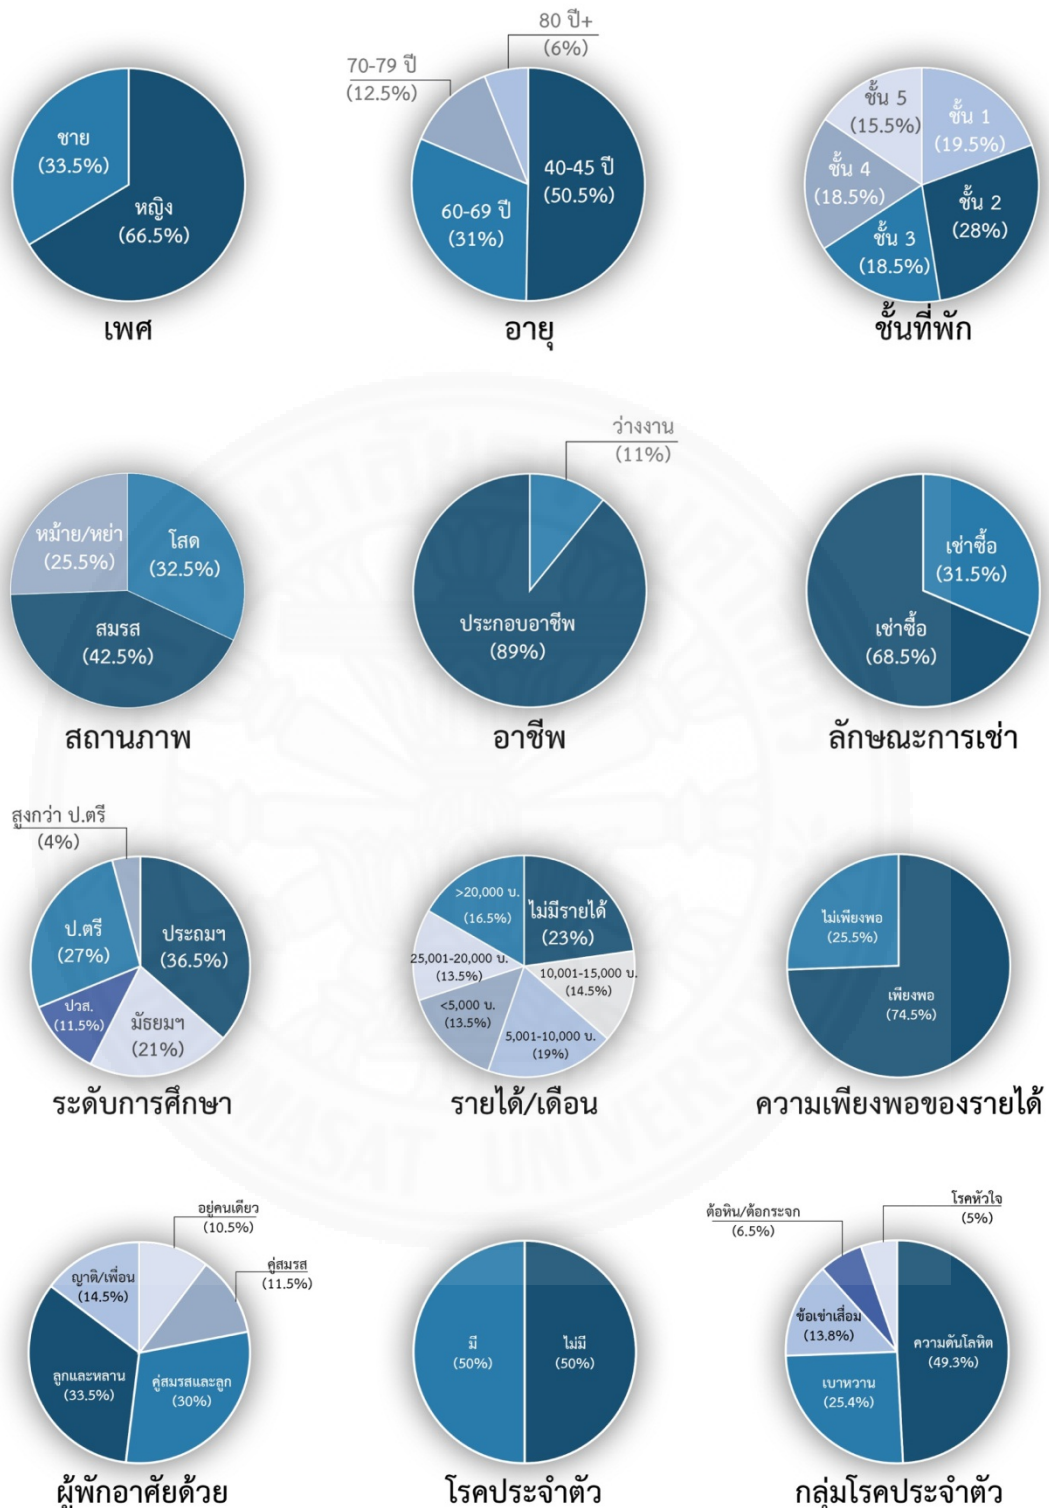 80 ปี+
(6%)
70-79 ปี
(12.5%)
ชาย
(33.5%)
หญิง
(66.5%)
40-45 ปี
(50.5%)
60-69 ปี
(31%)
ชั้น 5
(15.5%)
ชั้น 1
(19.5%)
ชั้น 4
(18.5%)
ชั้น 2
(28%)
ชั้น 3
(18.5%)
เพศ
อายุ
ชั้นที่พัก
ว่างงาน
(11%)
หม้าย/หย่า
(25.5%)
โสด
(32.5%)
สมรส
(42.5%)
ประกอบอาชีพ
(89%)
เช่าซื้อ
(31.5%)
เช่าซื้อ
(68.5%)
สถานภาพ
อาชีพ
ลักษณะการเช่า
สูงกว่า ป.ตรี
(4%)
ป.ตรี
(27%)
ประถมฯ
(36.5%)
ปวส.
(11.5%)
มัธยมฯ
(21%)
>20,000 บ.
(16.5%)
ไม่มีรายได้
(23%)
25,001-20,000 บ.
(13.5%)
10,001-15,000 บ.
(14.5%)
<5,000 บ.
(13.5%)
5,001-10,000 บ.
(19%)
ไม่เพียงพอ
(25.5%)
เพียงพอ
(74.5%)
ระดับการศึกษา
รายได้/เดือน
ความเพียงพอของรายได้
อยู่คนเดียว
(10.5%)
คู่สมรส
(11.5%)
ญาติ/เพื่อน
(14.5%)
ลูกและหลาน
(33.5%)
คู่สมรสและลูก
(30%)
มี
(50%)
ไม่มี
(50%)
โรคหัวใจ
(5%)
ต้อหิน/ต้อกระจก
(6.5%)
ข้อเข่าเสื่อม
(13.8%)
ความดันโลหิต
(49.3%)
เบาหวาน
(25.4%)
ผู้พักอาศัยด้วย
โรคประจำตัว
กลุ่มโรคประจำตัว